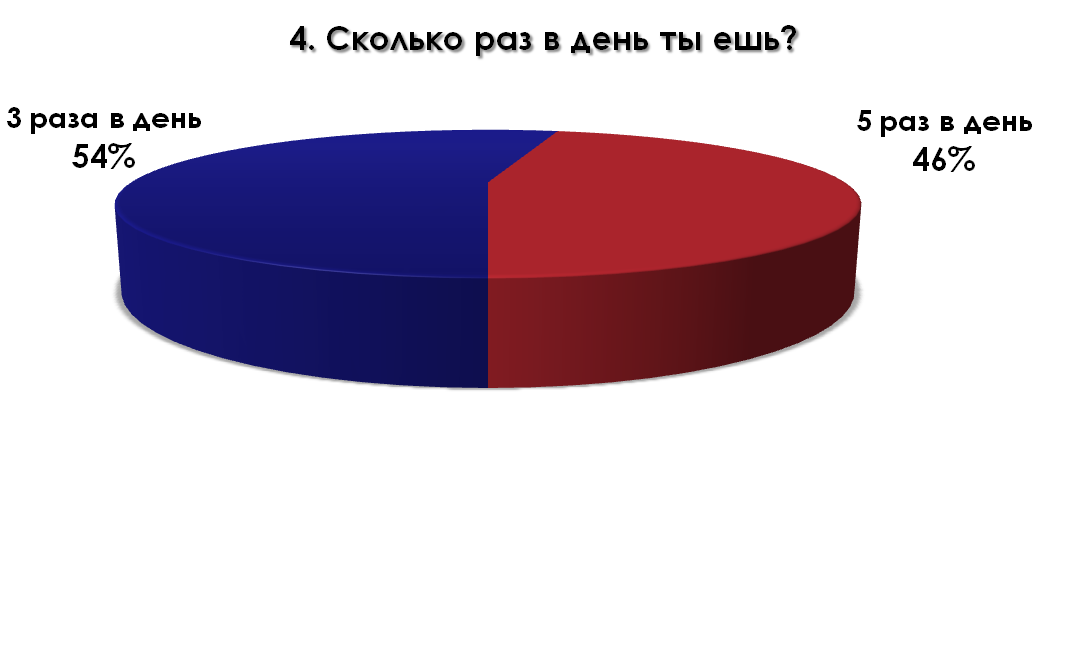 4. Сколько раз в день ты ешь?
3 раза в день
54%
5 раз в день
46%